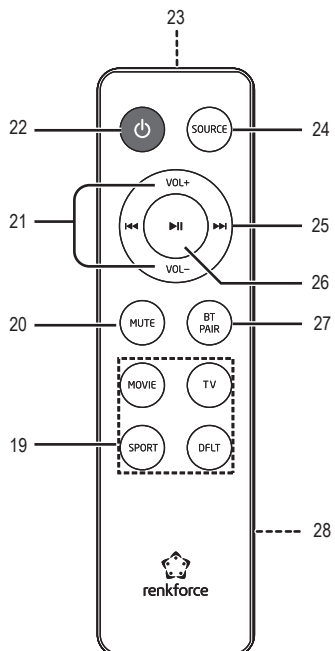 23
22
SOURCE
24
VOL+
21
25
VOL−
26
20
MUTE
BT
PAIR
27
MOVIE
TV
19
SPORT
DFLT
28
renkforce